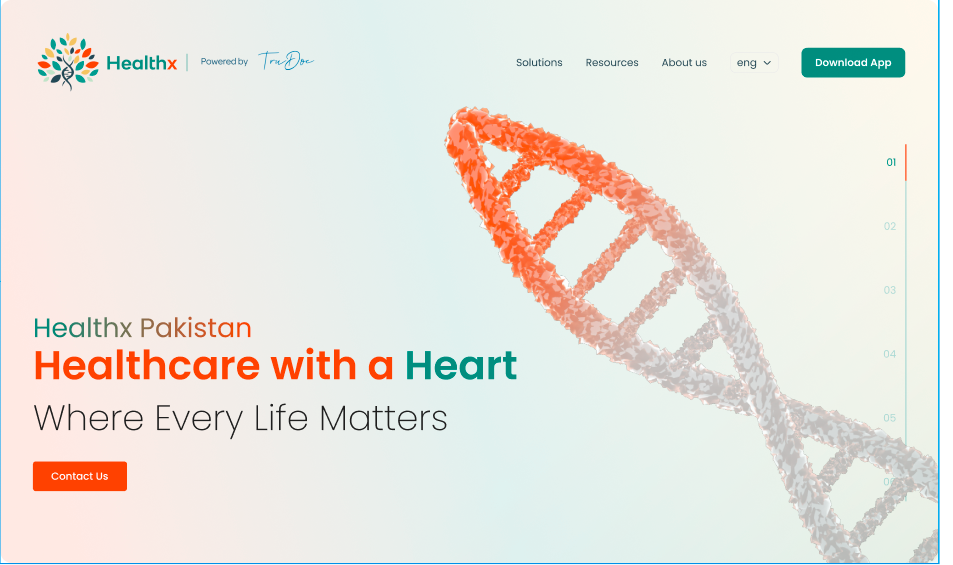 Healthx
Powered by TruDoc
Solutions
Resources
About us
eng
Download App
01
02
03
04
05
Healthx Pakistan
Healthcare with a Heart
Where Every Life Matters
Contact Us